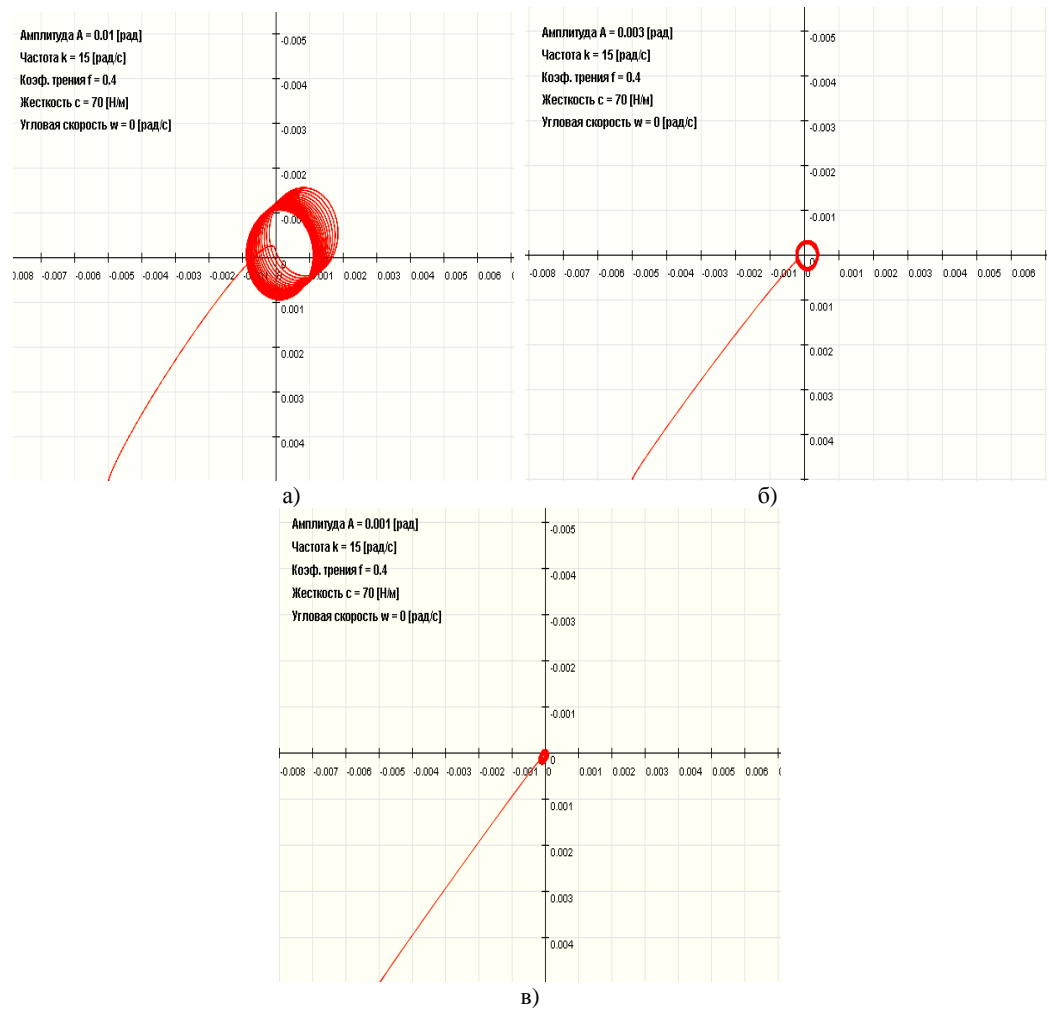 Амплитуда A = 0.01 [рад]
Частота k = 15 [рад/с]
Коэф. трения f = 0.4
Жесткость c = 70 [Н/м]
Угловая скорость w = 0 [рад/с]
-0.005
-0.004
-0.003
-0.002
0
0.008 -0.007 -0.006 -0.005 -0.004 -0.003 -0.002 0.002 0.003 0.004 0.005 0.006
0.001
0.002
0.003
0.004
а)
Амплитуда A = 0.003 [рад]
Частота k = 15 [рад/с]
Коэф. трения f = 0.4
Жесткость c = 70 [Н/м]
Угловая скорость w = 0 [рад/с]
-0.005
-0.004
-0.003
-0.002
-0.001
0
-0.008 -0.007 -0.006 -0.005 -0.004 -0.003 -0.002 -0.001 0 0.001 0.002 0.003 0.004 0.005 0.006
0.001
0.002
0.003
0.004
б)
Амплитуда A = 0.001 [рад]
Частота k = 15 [рад/с]
Коэф. трения f = 0.4
Жесткость c = 70 [Н/м]
Угловая скорость w = 0 [рад/с]
-0.005
-0.004
-0.003
-0.002
-0.001
0
-0.008 -0.007 -0.006 -0.005 -0.004 -0.003 -0.002 -0.001 0 0.001 0.002 0.003 0.004 0.005 0.006
0.001
0.002
0.003
0.004
в)